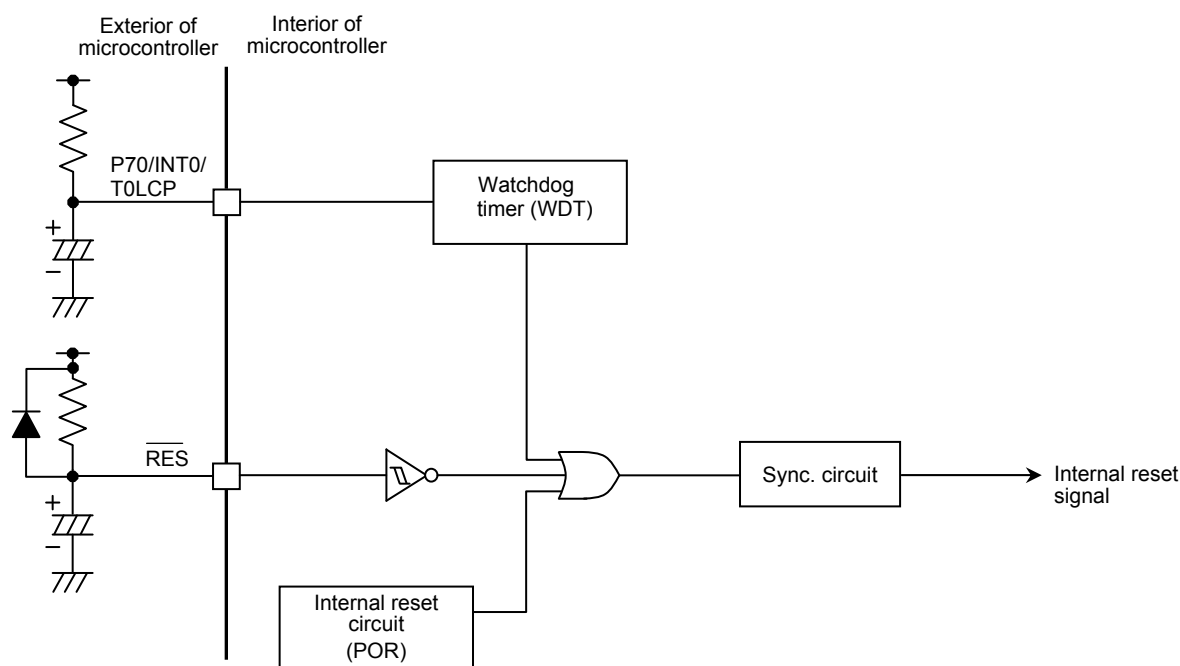 Exterior of
microcontroller
Interior of
microcontroller
P70/INT0/
T0LCP
Watchdog
timer (WDT)
+
−
RES
Sync. circuit
Internal reset
signal
+
−
Internal reset
circuit
(POR)